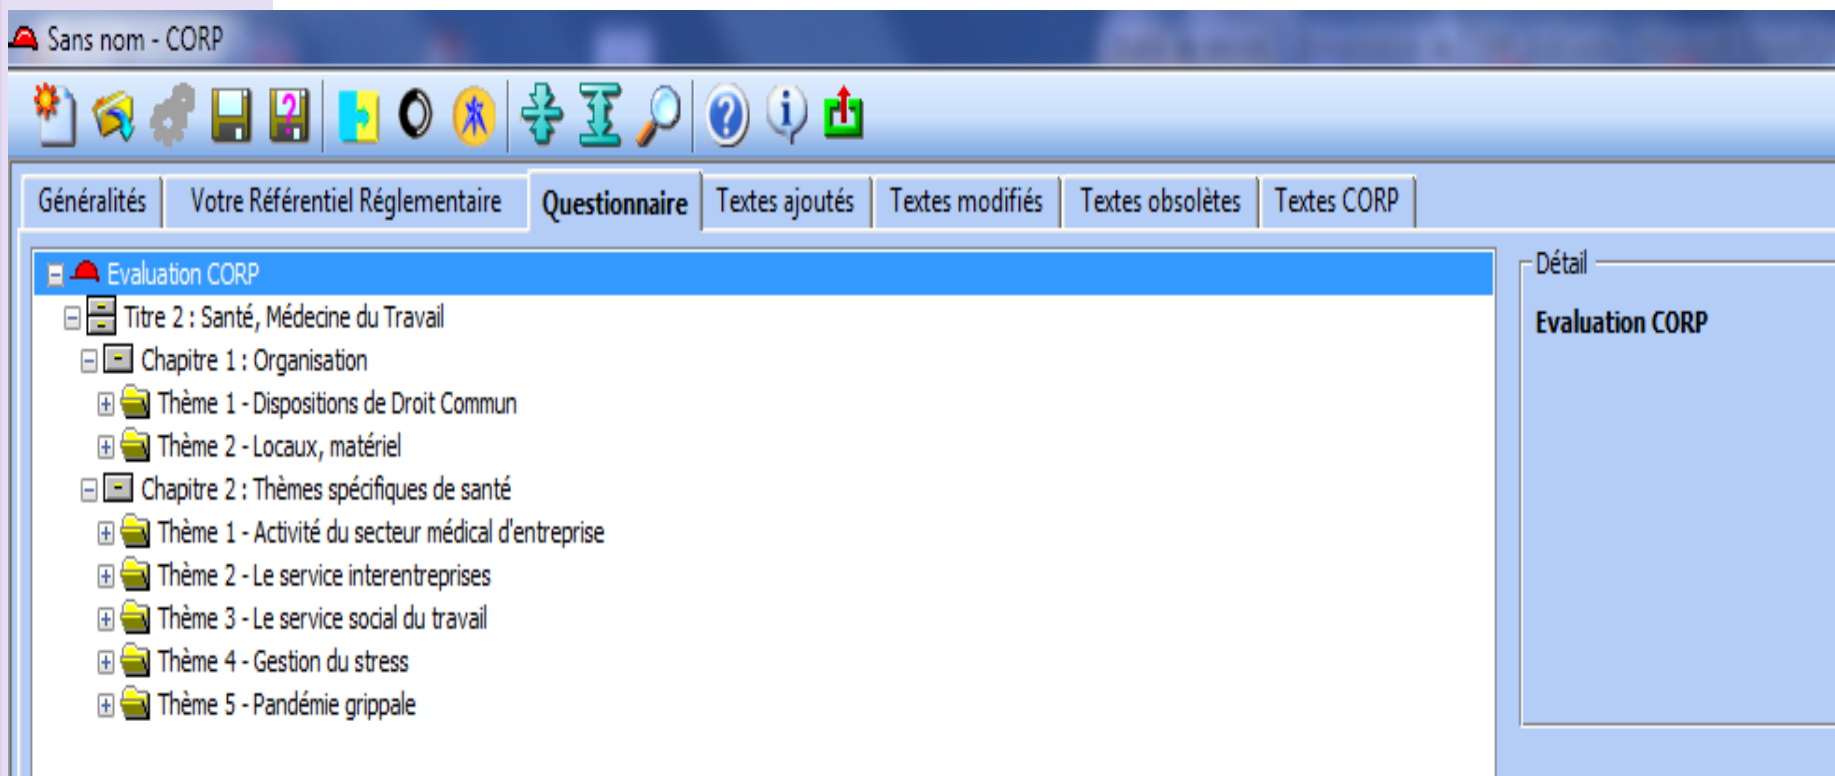 Sans nom - CORP
Généralités Votre Référentiel Réglementaire Questionnaire Textes ajoutés Textes modifiés Textes obsolètes Textes CORP
Evaluation CORP
Titre 2 : Santé, Médecine du Travail
Chapitre 1 : Organisation
Thème 1 - Dispositions de Droit Commun
Thème 2 - Locaux, matériel
Chapitre 2 : Thèmes spécifiques de santé
Thème 1 - Activité du secteur médical d'entreprise
Thème 2 - Le service interentreprises
Thème 3 - Le service social du travail
Thème 4 - Gestion du stress
Thème 5 - Pandémie grippale
Détail
Evaluation CORP